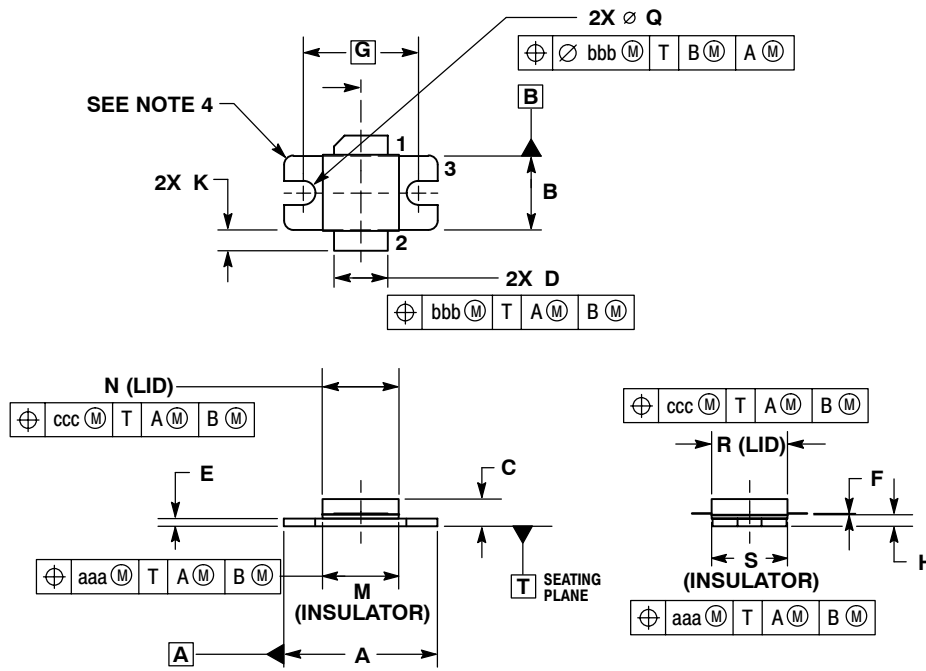 2X ⌀ Q
⌖ ⌀ bbb Ⓜ T B Ⓜ A Ⓜ
G
B
SEE NOTE 4
1
3
2X K
B
2
2X D
⌖ bbb Ⓜ T A Ⓜ B Ⓜ
N (LID)
⌖ ccc Ⓜ T A Ⓜ B Ⓜ
E
C
⌖ aaa Ⓜ T A Ⓜ B Ⓜ
M
(INSULATOR)
T SEATING
PLANE
A
A
⌖ ccc Ⓜ T A Ⓜ B Ⓜ
R (LID)
F
H
S
(INSULATOR)
⌖ aaa Ⓜ T A Ⓜ B Ⓜ